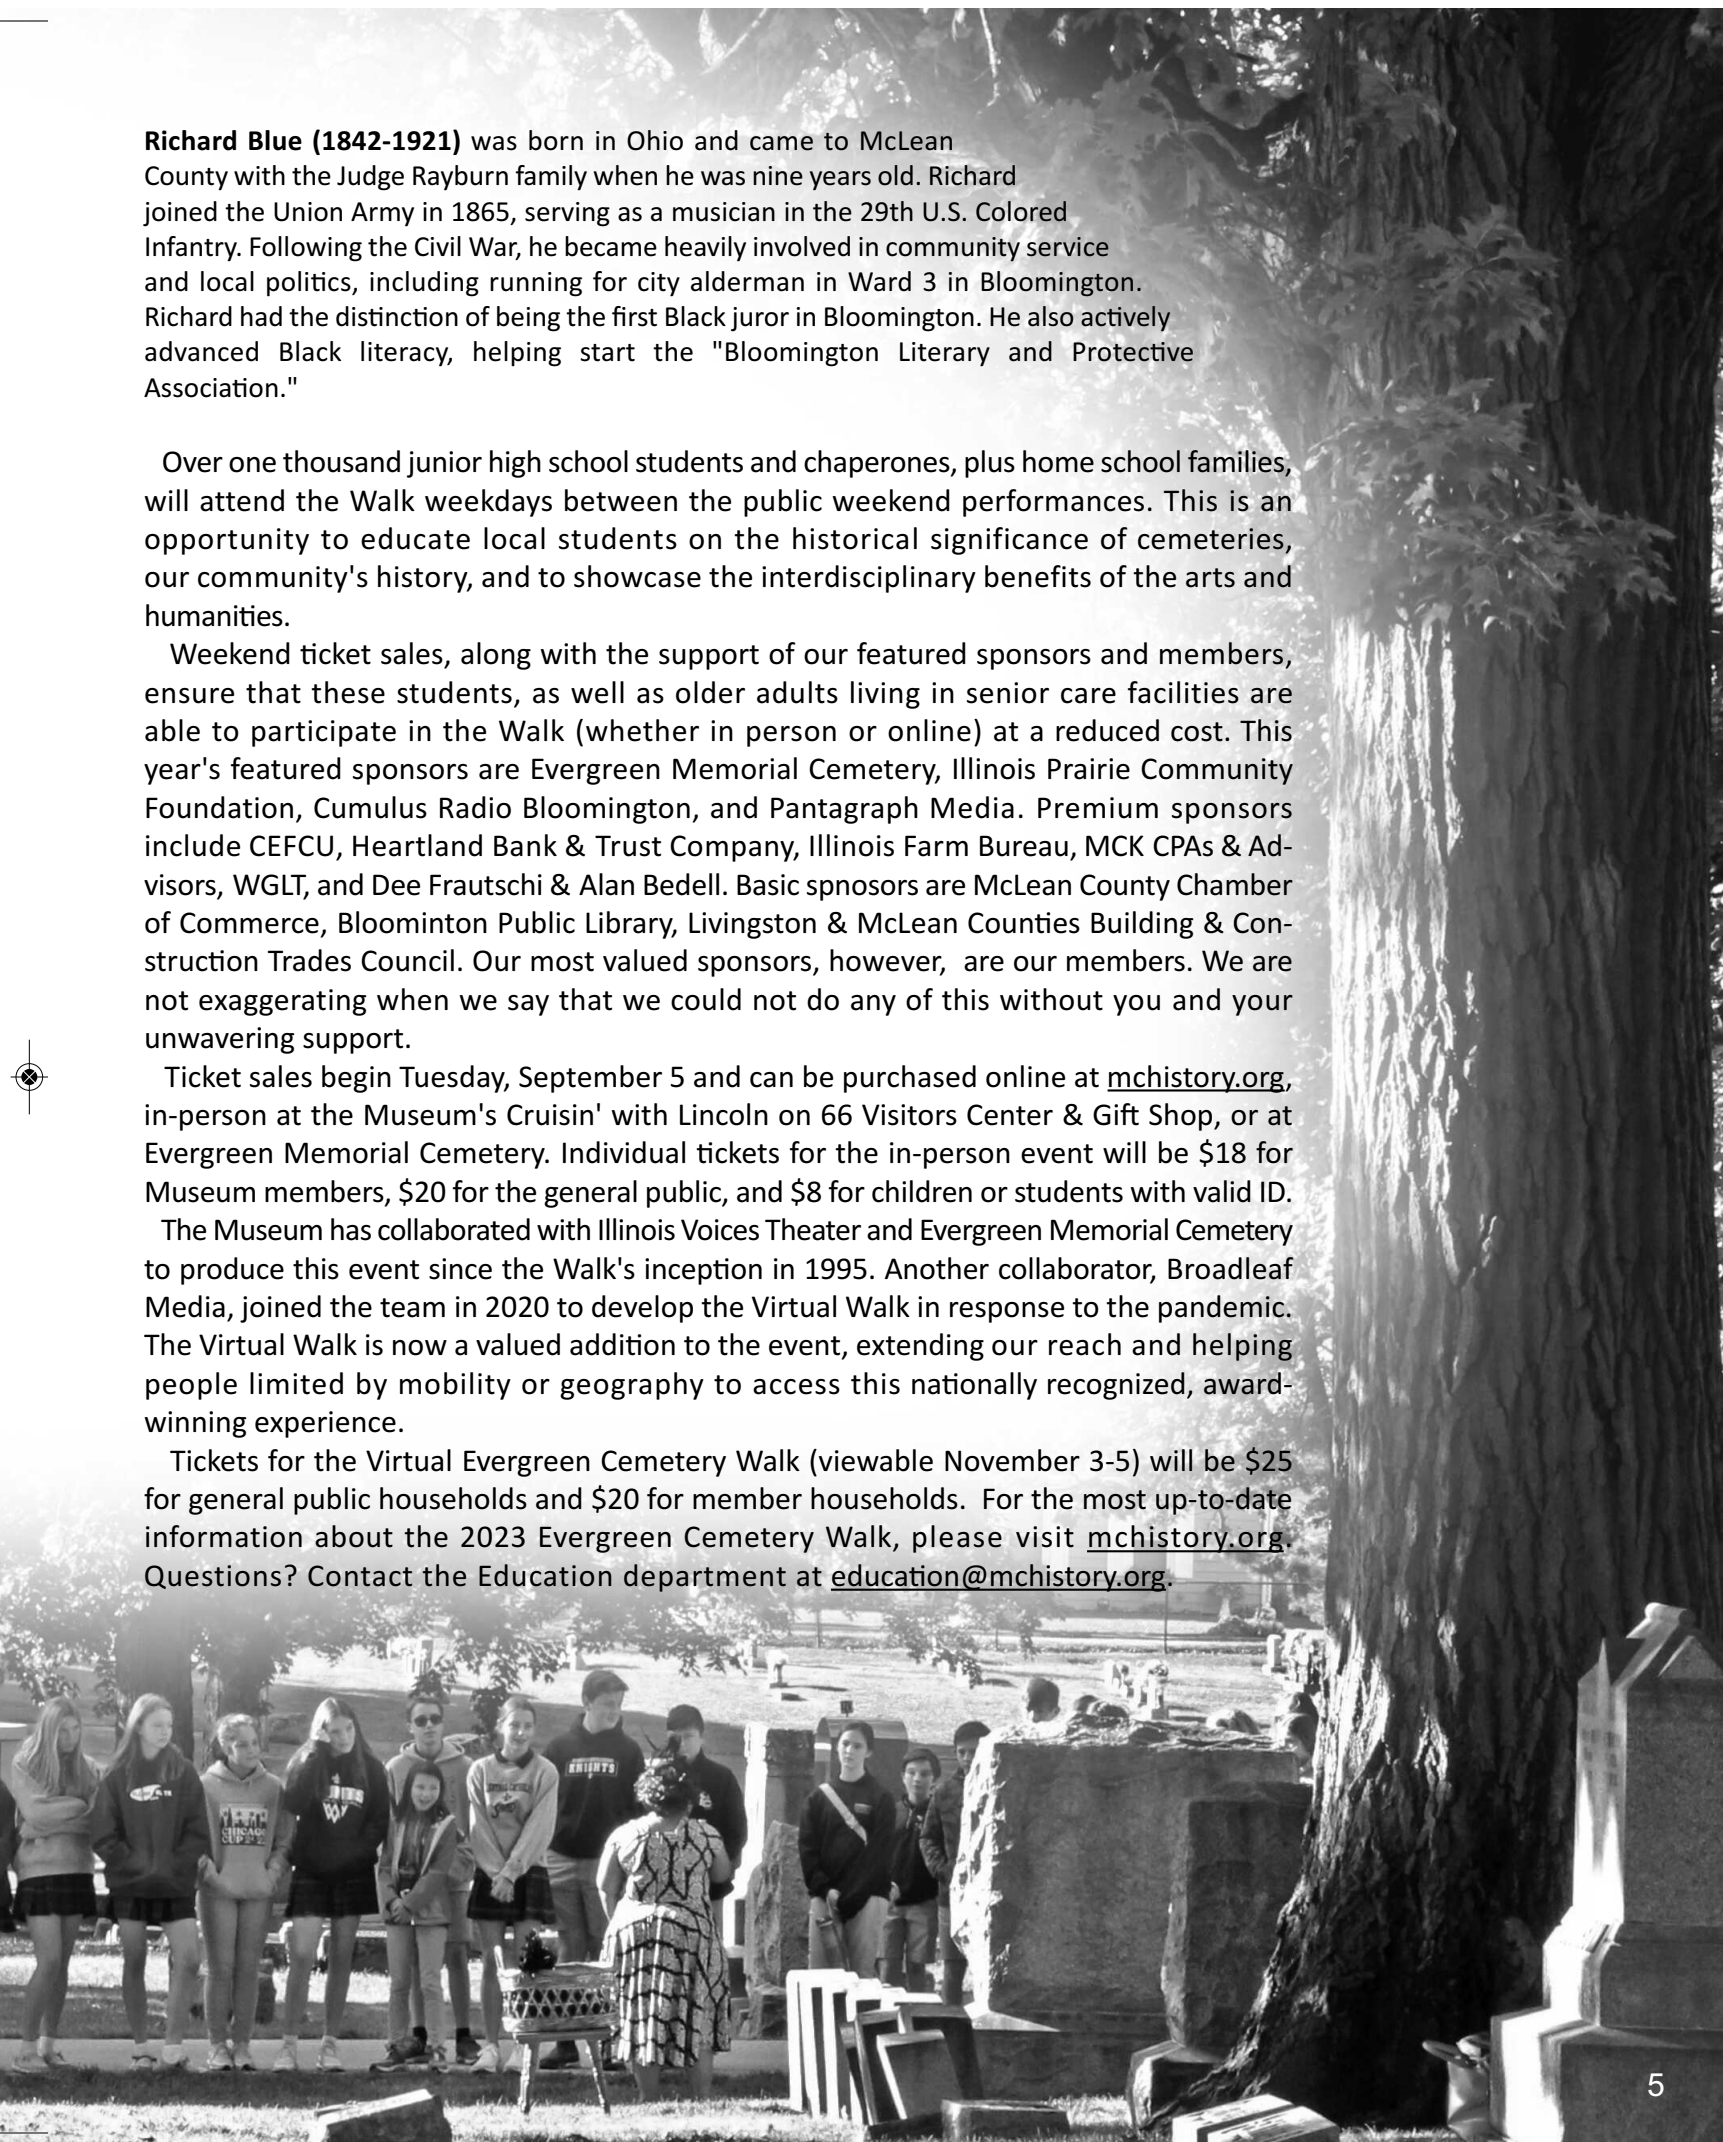 Richard Blue (1842-1921) was born in Ohio and came to McLean
County with the Judge Rayburn family when he was nine years old. Richard
joined the Union Army in 1865, serving as a musician in the 29th U.S. Colored
Infantry. Following the Civil War, he became heavily involved in community service
and local politics, including running for city alderman in Ward 3 in Bloomington.
Richard had the distinction of being the first Black juror in Bloomington. He also actively
advanced Black literacy, helping start the "Bloomington Literary and Protective
Association."
Over one thousand junior high school students and chaperones, plus home school families,
will attend the Walk weekdays between the public weekend performances. This is an
opportunity to educate local students on the historical significance of cemeteries,
our community's history, and to showcase the interdisciplinary benefits of the arts and
humanities.
Weekend ticket sales, along with the support of our featured sponsors and members,
ensure that these students, as well as older adults living in senior care facilities are
able to participate in the Walk (whether in person or online) at a reduced cost. This
year's featured sponsors are Evergreen Memorial Cemetery, Illinois Prairie Community
Foundation, Cumulus Radio Bloomington, and Pantagraph Media. Premium sponsors
include CEFCU, Heartland Bank & Trust Company, Illinois Farm Bureau, MCK CPAs & Ad-
visors, WGLT, and Dee Frautschi & Alan Bedell. Basic spnosors are McLean County Chamber
of Commerce, Bloominton Public Library, Livingston & McLean Counties Building & Con-
struction Trades Council. Our most valued sponsors, however,  are our members. We are
not exaggerating when we say that we could not do any of this without you and your
unwavering support.
Ticket sales begin Tuesday, September 5 and can be purchased online at mchistory.org,
in-person at the Museum's Cruisin' with Lincoln on 66 Visitors Center & Gift Shop, or at
Evergreen Memorial Cemetery. Individual tickets for the in-person event will be $18 for
Museum members, $20 for the general public, and $8 for children or students with valid ID.
The Museum has collaborated with Illinois Voices Theater and Evergreen Memorial Cemetery
to produce this event since the Walk's inception in 1995. Another collaborator, Broadleaf
Media, joined the team in 2020 to develop the Virtual Walk in response to the pandemic.
The Virtual Walk is now a valued addition to the event, extending our reach and helping
people limited by mobility or geography to access this nationally recognized, award-
winning experience.
Tickets for the Virtual Evergreen Cemetery Walk (viewable November 3-5) will be $25
for general public households and $20 for member households.  For the most up-to-date
information about the 2023 Evergreen Cemetery Walk, please visit mchistory.org.
Questions? Contact the Education department at education@mchistory.org.
KNIGHTS
CHICAGO
CUP
5